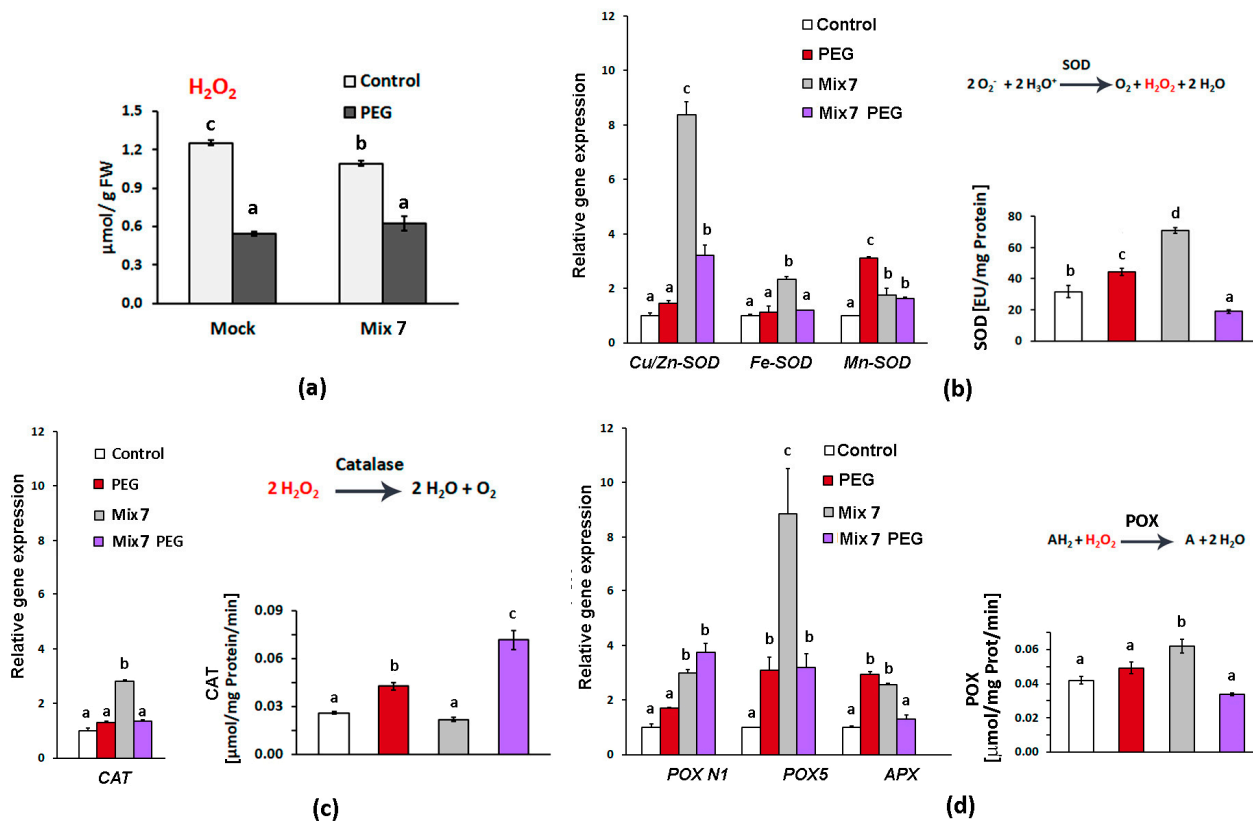 H₂O₂
Control
PEG
μmol/ g FW
1.5
1.2
0.9
0.6
0.3
0.0
c
a
b
a
Mock
Mix 7
(a)
Relative gene expression
12
10
8
6
4
2
0
Control
PEG
Mix7
Mix7 PEG
a a c b
a a b a
a c b b
Cu/Zn-SOD
Fe-SOD
Mn-SOD
SOD
2 O₂⁻ + 2 H₃O⁺ O₂ + H₂O₂ + 2 H₂O
SOD [EU/mg Protein]
80
60
40
20
0
b c d a
(b)
Relative gene expression
12
10
8
6
4
2
0
Control
PEG
Mix7
Mix7 PEG
a a b a
CAT
Catalase
2 H₂O₂ 2 H₂O + O₂
CAT
[μmol/mg Protein/min]
0.09
0.06
0.03
0.00
a b a c
(c)
Relative gene expression
12
10
8
6
4
2
0
Control
PEG
Mix 7
Mix7 PEG
a a b b
a b c b
a b b a
POX N1
POX5
APX
POX
AH₂ + H₂O₂ A + 2 H₂O
POX
[μmol/mg Prot/min]
0.06
0.04
0.02
0.00
a a b a
(d)